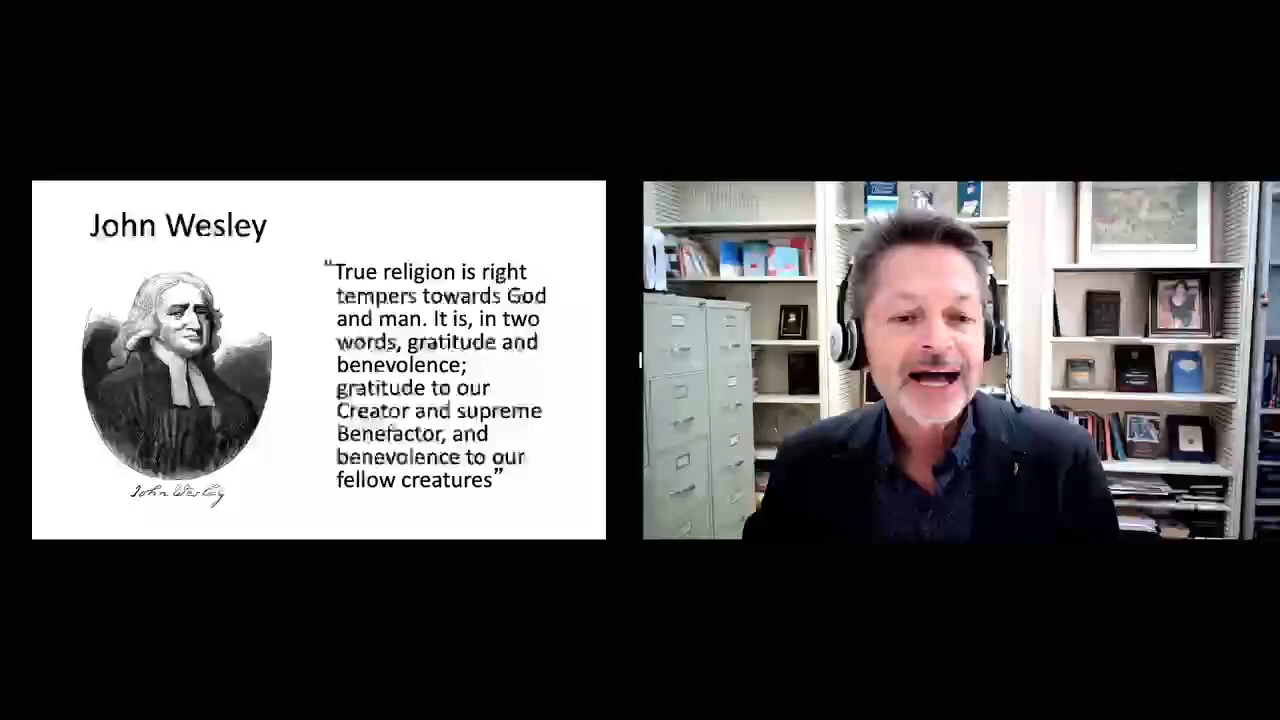 John Wesley
“True religion is right
tempers towards God
and man. It is, in two
words, gratitude and
benevolence;
gratitude to our
Creator and supreme
Benefactor, and
benevolence to our
fellow creatures”
John Wesley